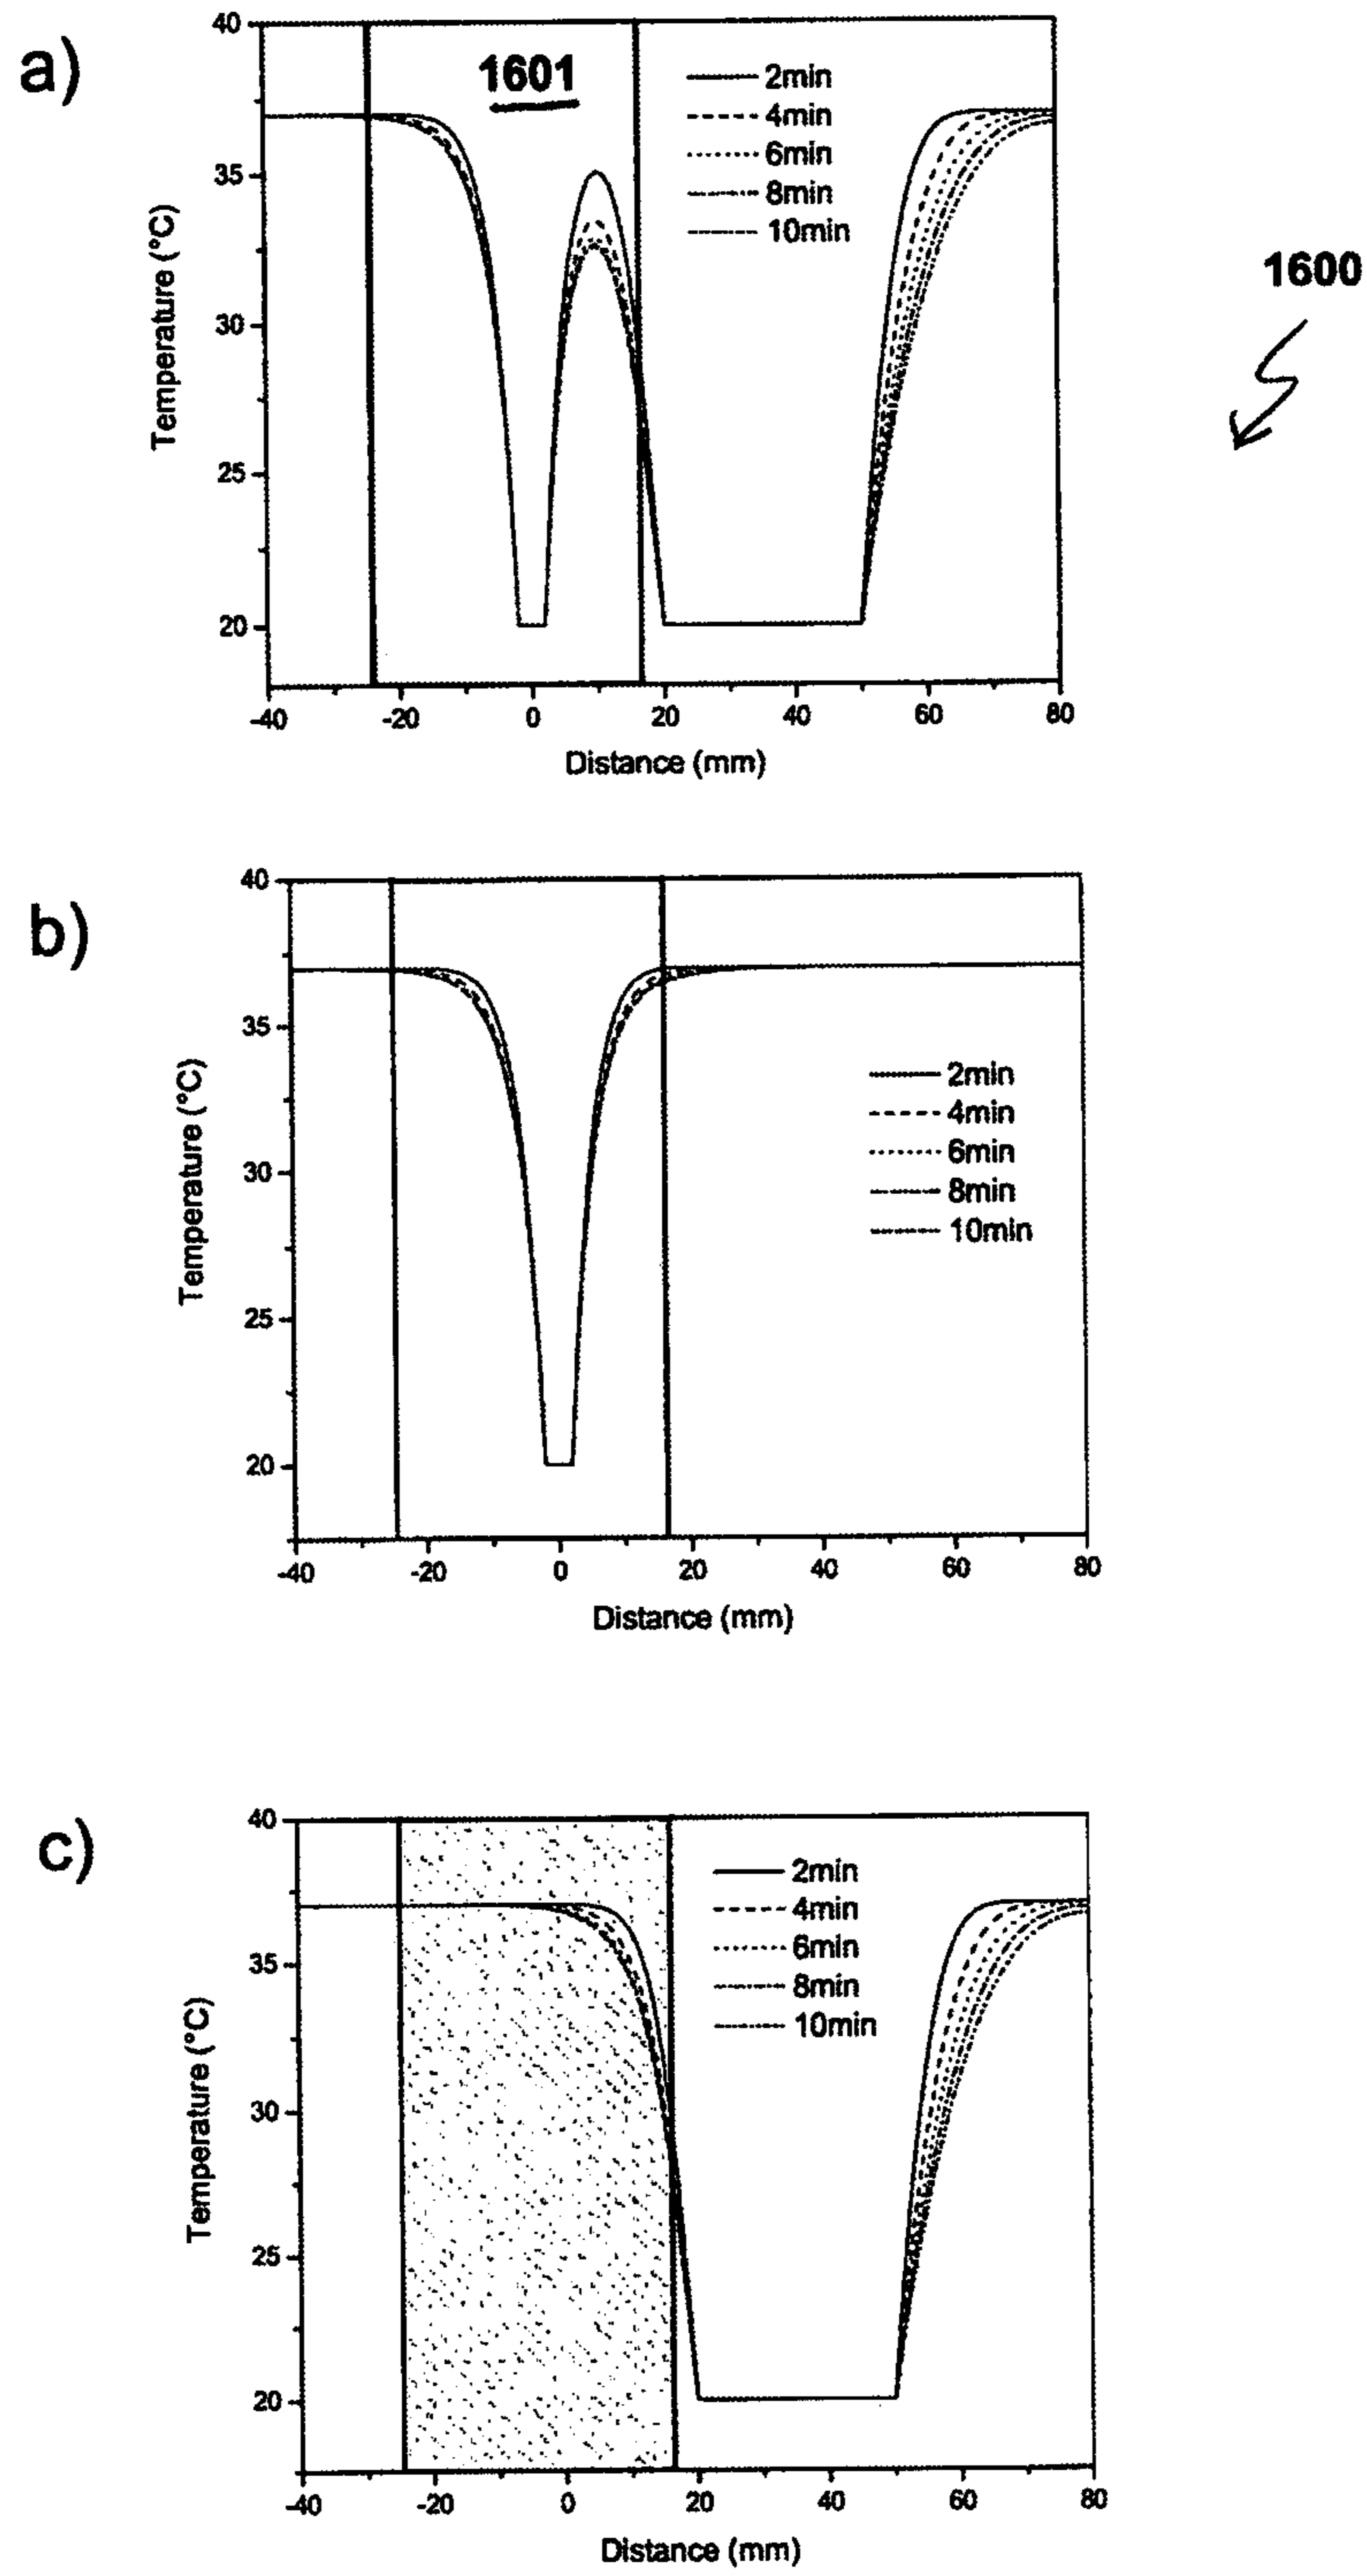 a)
1601
1600
40
35
30
25
20
Temperature (°C)
2min
4min
6min
8min
10min
-40 -20 0 20 40 60 80
Distance (mm)
b)
40
35
30
25
20
Temperature (°C)
2min
4min
6min
8min
10min
-40 -20 0 20 40 60 80
Distance (mm)
c)
40
35
30
25
20
Temperature (°C)
2min
4min
6min
8min
10min
-40 -20 0 20 40 60 80
Distance (mm)